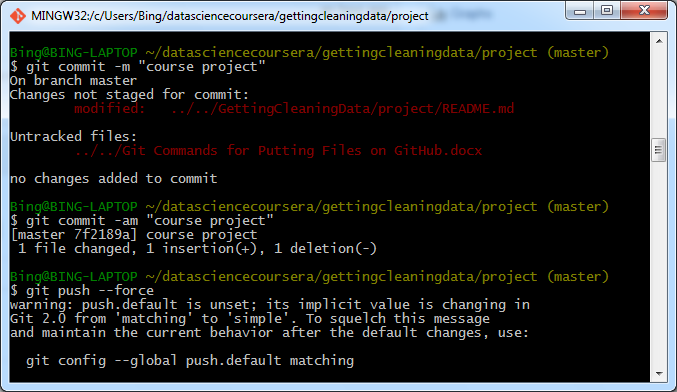 MINGW32:/c/Users/Bing/datasciencecoursera/gettingcleaningdata/project
Bing@BING-LAPTOP ~/datasciencecoursera/gettingcleaningdata/project (master)
$ git commit -m "course project"
On branch master
Changes not staged for commit:
        modified:   ../../GettingCleaningData/project/README.md

Untracked files:
        ../../Git Commands for Putting Files on GitHub.docx

no changes added to commit

Bing@BING-LAPTOP ~/datasciencecoursera/gettingcleaningdata/project (master)
$ git commit -am "course project"
[master 7f2189a] course project
 1 file changed, 1 insertion(+), 1 deletion(-)

Bing@BING-LAPTOP ~/datasciencecoursera/gettingcleaningdata/project (master)
$ git push --force
warning: push.default is unset; its implicit value is changing in
Git 2.0 from 'matching' to 'simple'. To squelch this message
and maintain the current behavior after the default changes, use:

  git config --global push.default matching